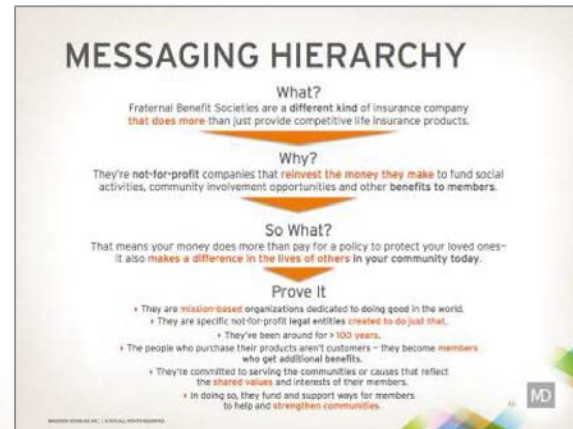 MESSAGING HIERARCHY
What?
Fraternal Benefit Societies are a different kind of insurance company
that does more than just provide competitive life insurance products.
Why?
They're not-for-profit companies that reinvest the money they make to fund social
activities, community involvement opportunities and other benefits to members.
So What?
That means your money does more than pay for a policy to protect your loved ones–
it also makes a difference in the lives of others in your community today.
Prove It
▸ They are mission-based organizations dedicated to doing good in the world.
▸ They are specific not-for-profit legal entities created to do just that.
▸ They've been around for > 100 years.
▸ The people who purchase their products aren't customers – they become members
who get additional benefits.
▸ They're committed to serving the communities or causes that reflect
the shared values and interests of their members.
▸ In doing so, they fund and support ways for members
to help and strengthen communities.
MD